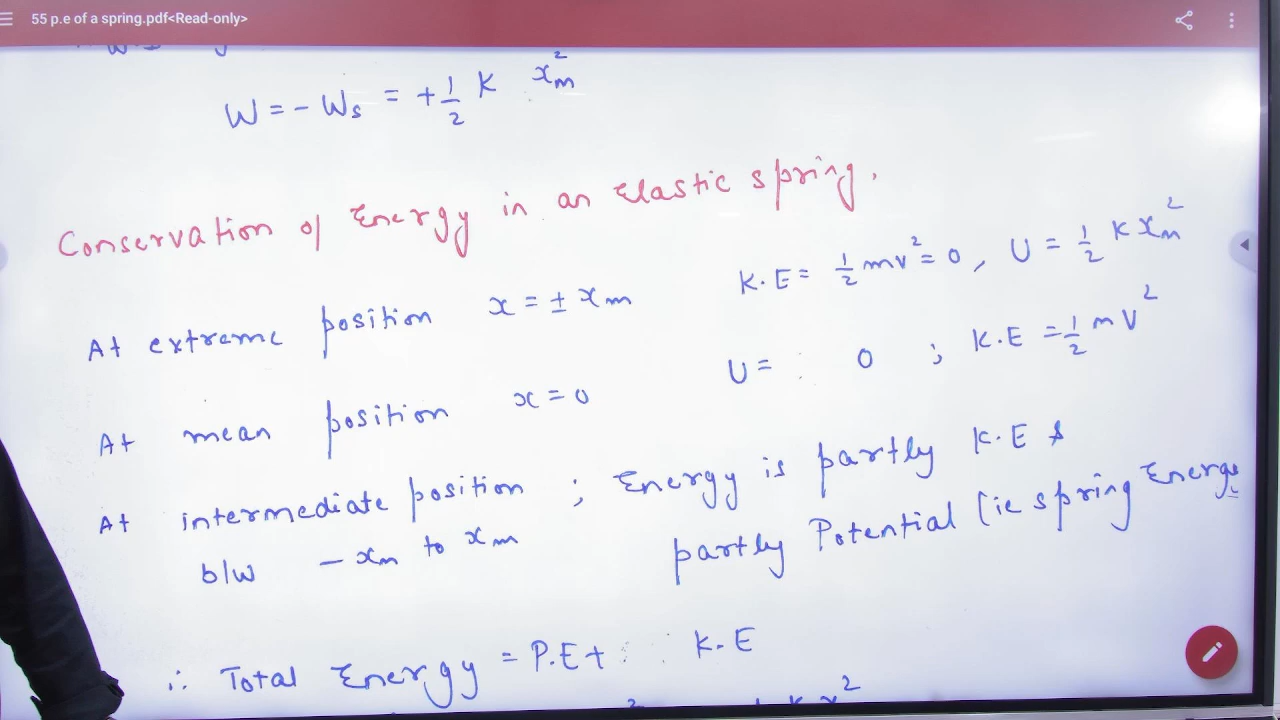 55 p.e of a spring.pdf<Read-only>
W = - Ws = + 1/2 K xm²
Conservation of Energy in an Elastic spring.
At extreme position x = ± xm K.E = 1/2 mv² = 0, U = 1/2 K xm²
At mean position x = 0 U = 0 ; K.E = 1/2 mv²
At intermediate position ; Energy is partly K.E &
b/w - xm to xm partly Potential (ie spring Energy
∴ Total Energy = P.E + K.E